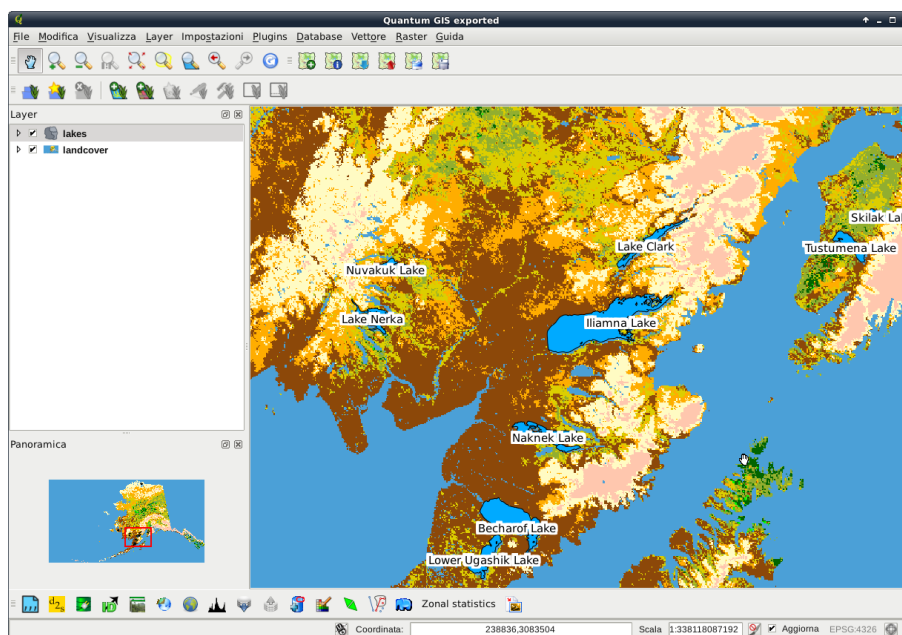 Quantum GIS exported
File Modifica Visualizza Layer Impostazioni Plugins Database Vettore Raster Guida
Layer
lakes
landcover
Panoramica
Skilak La
Lake Clark
Tustumena Lake
Nuvakuk Lake
Lake Nerka
Iliamna Lake
Naknek Lake
Becharof Lake
Lower Ugashik Lake
d2s
Zonal statistics
Coordinata: 238836,3083504 Scala 1:338118087192 Aggiorna EPSG:4326